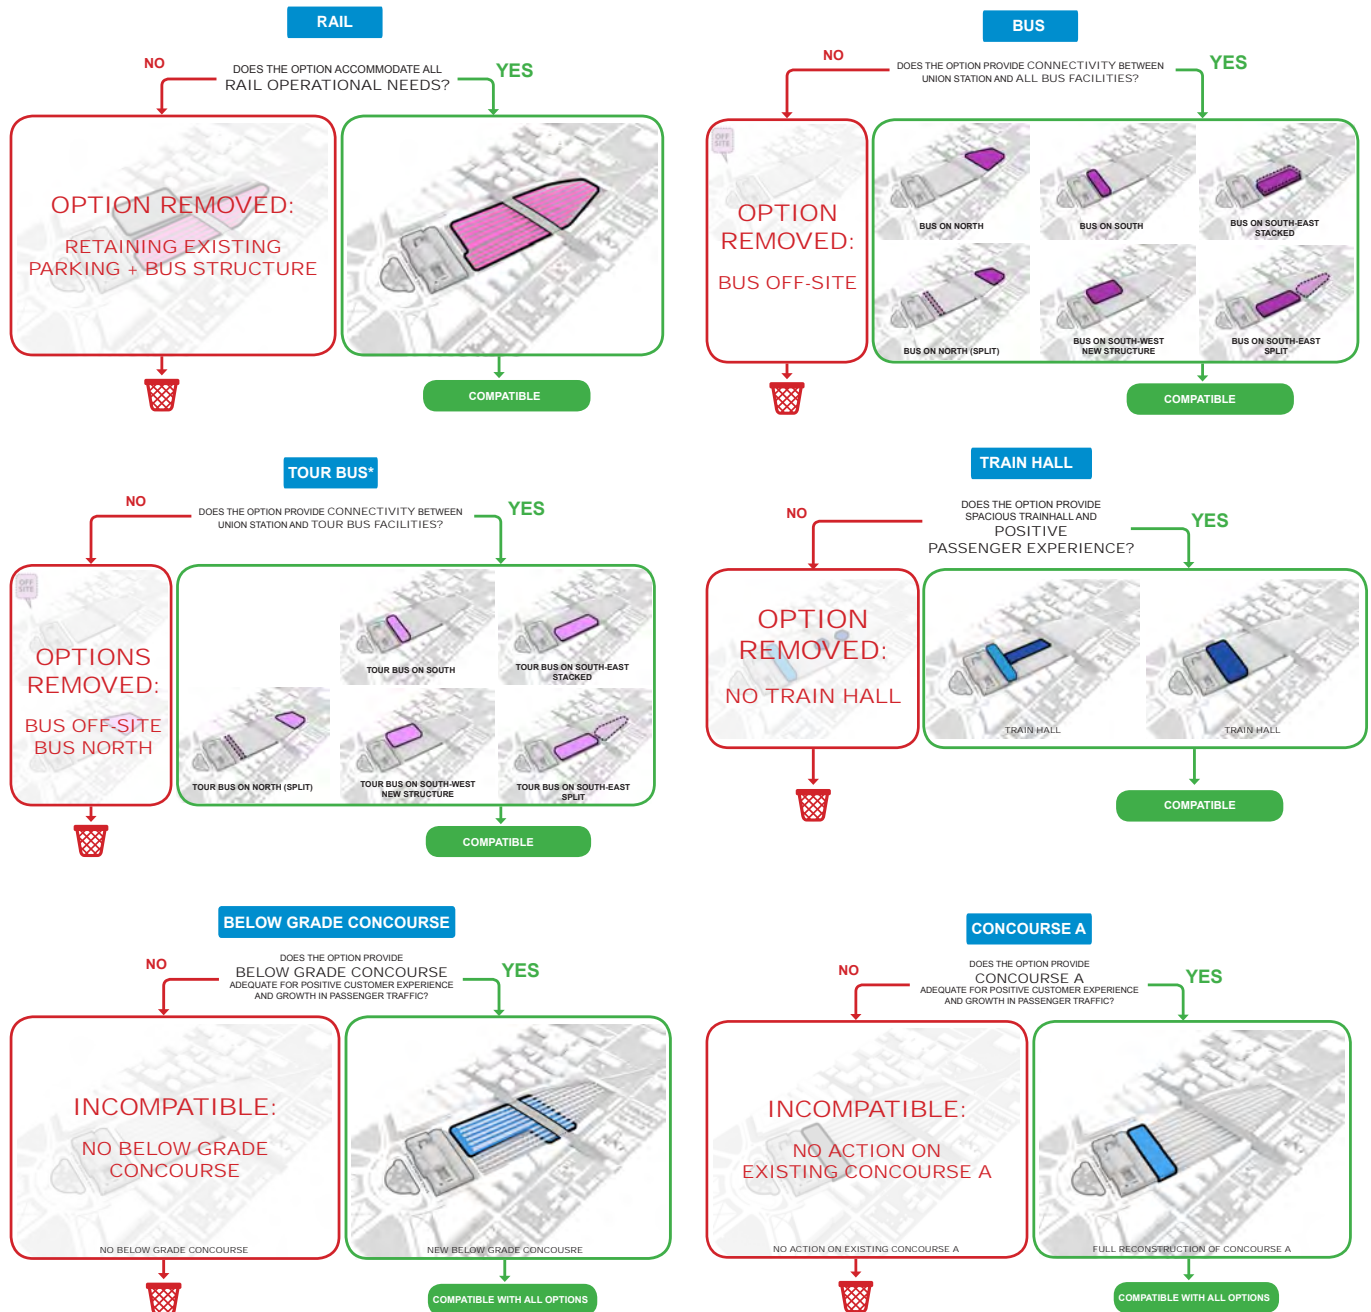 RAIL
NO
DOES THE OPTION ACCOMMODATE ALL
RAIL OPERATIONAL NEEDS?
YES
OPTION REMOVED:
RETAINING EXISTING
PARKING + BUS STRUCTURE
COMPATIBLE
BUS
NO
DOES THE OPTION PROVIDE CONNECTIVITY BETWEEN
UNION STATION AND ALL BUS FACILITIES?
YES
OFF
SITE
OPTION
REMOVED:
BUS OFF-SITE
BUS ON NORTH
BUS ON SOUTH
BUS ON SOUTH-EAST
STACKED
BUS ON NORTH (SPLIT)
BUS ON SOUTH-WEST
NEW STRUCTURE
BUS ON SOUTH-EAST
SPLIT
COMPATIBLE
TOUR BUS*
NO
DOES THE OPTION PROVIDE CONNECTIVITY BETWEEN
UNION STATION AND TOUR BUS FACILITIES?
YES
OFF
SITE
OPTIONS
REMOVED:
BUS OFF-SITE
BUS NORTH
TOUR BUS ON SOUTH
TOUR BUS ON SOUTH-EAST
STACKED
TOUR BUS ON NORTH (SPLIT)
TOUR BUS ON SOUTH-WEST
NEW STRUCTURE
TOUR BUS ON SOUTH-EAST
SPLIT
COMPATIBLE
TRAIN HALL
NO
DOES THE OPTION PROVIDE
SPACIOUS TRAINHALL AND
POSITIVE
PASSENGER EXPERIENCE?
YES
OPTION
REMOVED:
NO TRAIN HALL
TRAIN HALL
TRAIN HALL
COMPATIBLE
BELOW GRADE CONCOURSE
NO
DOES THE OPTION PROVIDE
BELOW GRADE CONCOURSE
ADEQUATE FOR POSITIVE CUSTOMER EXPERIENCE
AND GROWTH IN PASSENGER TRAFFIC?
YES
INCOMPATIBLE:
NO BELOW GRADE
CONCOURSE
NO BELOW GRADE CONCOURSE
NEW BELOW GRADE CONCOUSRE
COMPATIBLE WITH ALL OPTIONS
CONCOURSE A
NO
DOES THE OPTION PROVIDE
CONCOURSE A
ADEQUATE FOR POSITIVE CUSTOMER EXPERIENCE
AND GROWTH IN PASSENGER TRAFFIC?
YES
INCOMPATIBLE:
NO ACTION ON
EXISTING CONCOURSE A
NO ACTION ON EXISTING CONCOURSE A
FULL RECONSTRUCTION OF CONCOURSE A
COMPATIBLE WITH ALL OPTIONS